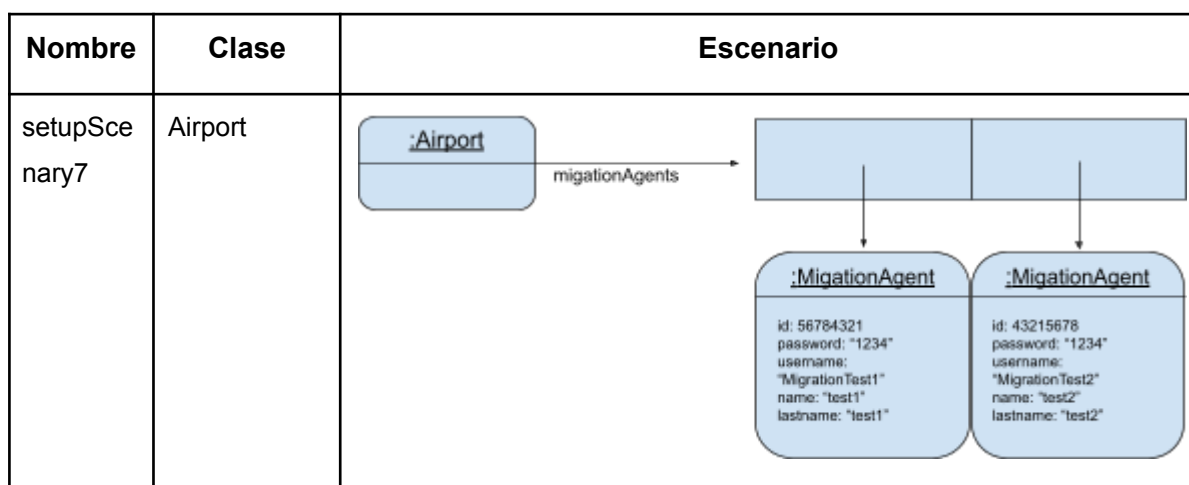 Nombre
Clase
Escenario
setupSce
nary7
Airport
:Airport
migationAgents
:MigationAgent
id: 56784321
password: "1234"
username:
"MigrationTest1"
name: "test1"
lastname: "test1"
:MigationAgent
id: 43215678
password: "1234"
username:
"MigrationTest2"
name: "test2"
lastname: "test2"